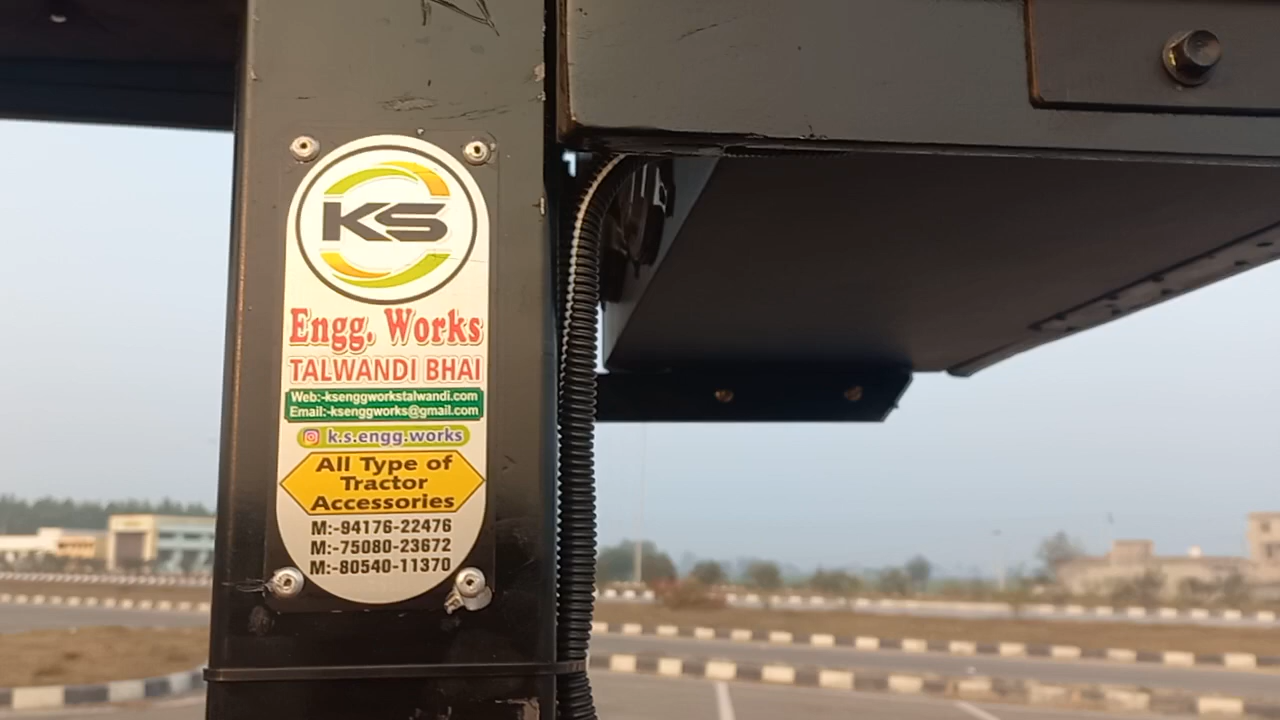 KS
Engg. Works
TALWANDI BHAI
Web:-ksenggworkstalwandi.com
Email:-ksenggworks@gmail.com
k.s.engg.works
All Type of
Tractor
Accessories
M:-94176-22476
M:-75080-23672
M:-80540-11370